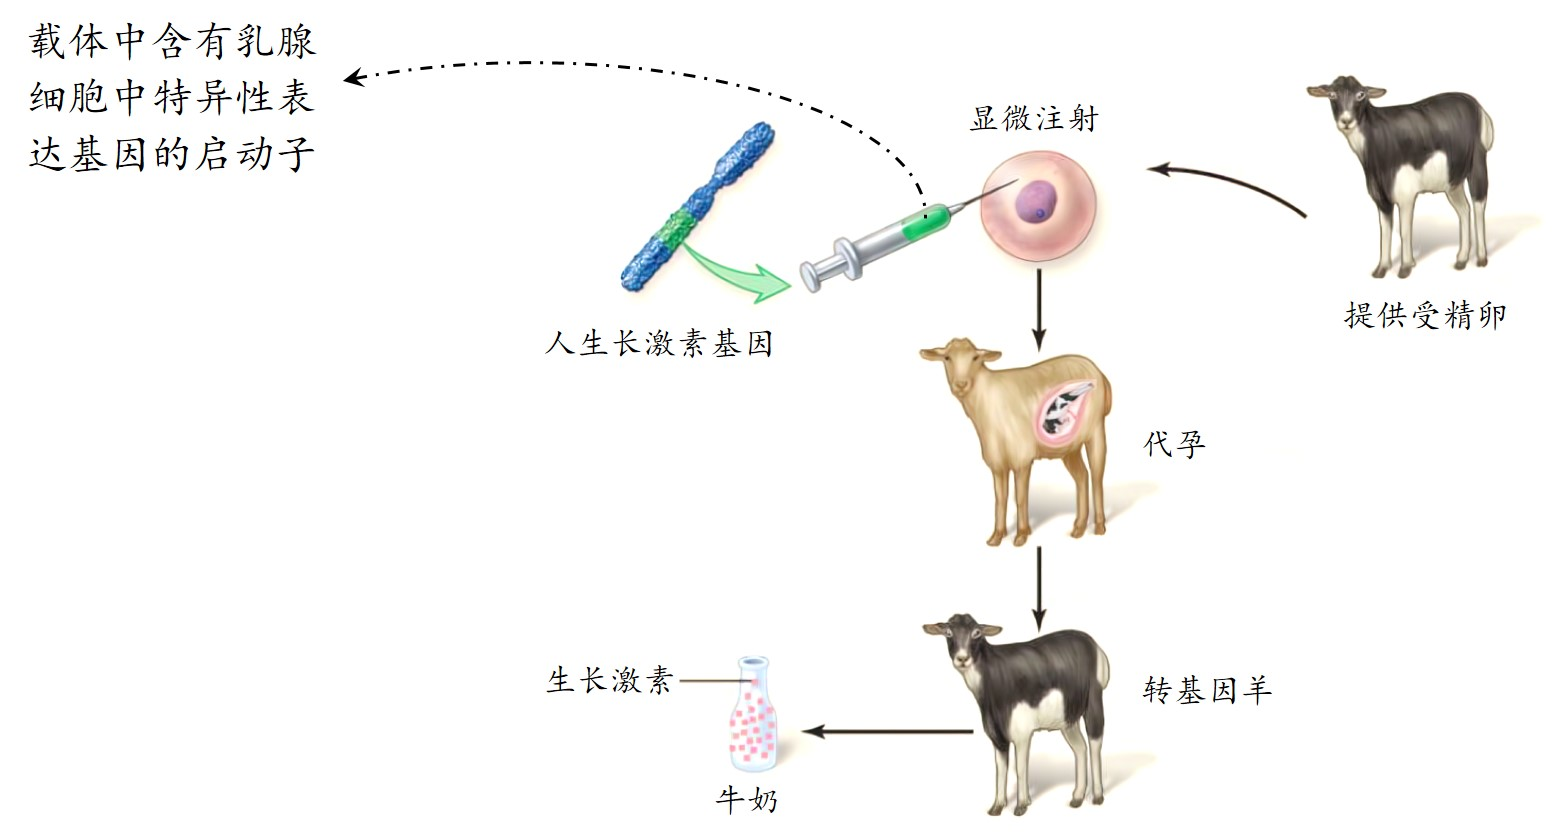 载体中含有乳腺
细胞中特异性表
达基因的启动子
显微注射
提供受精卵
人生长激素基因
代孕
转基因羊
生长激素
牛奶